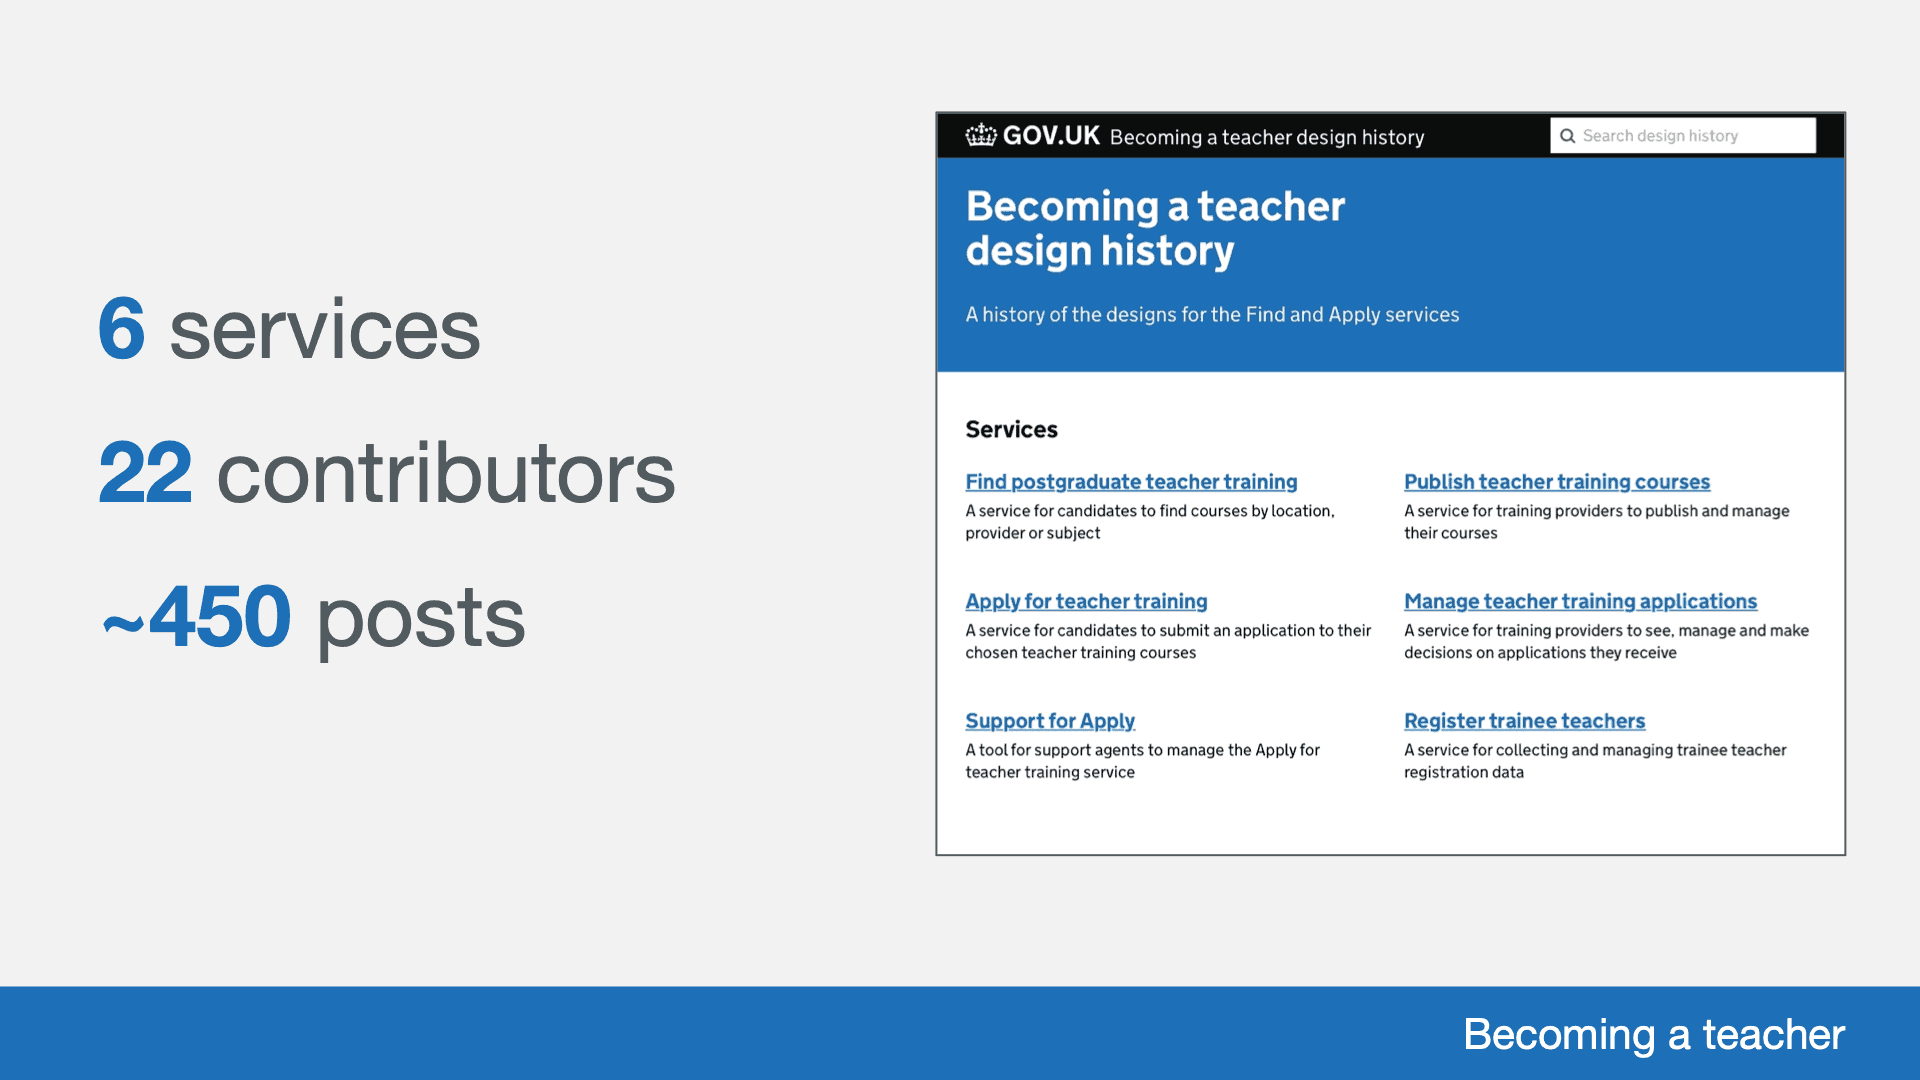 6 services
22 contributors
~450 posts
GOV.UK Becoming a teacher design history
Search design history
Becoming a teacher
design history
A history of the designs for the Find and Apply services
Services
Find postgraduate teacher training
A service for candidates to find courses by location,
provider or subject
Publish teacher training courses
A service for training providers to publish and manage
their courses
Apply for teacher training
A service for candidates to submit an application to their
chosen teacher training courses
Manage teacher training applications
A service for training providers to see, manage and make
decisions on applications they receive
Support for Apply
A tool for support agents to manage the Apply for
teacher training service
Register trainee teachers
A service for collecting and managing trainee teacher
registration data
Becoming a teacher